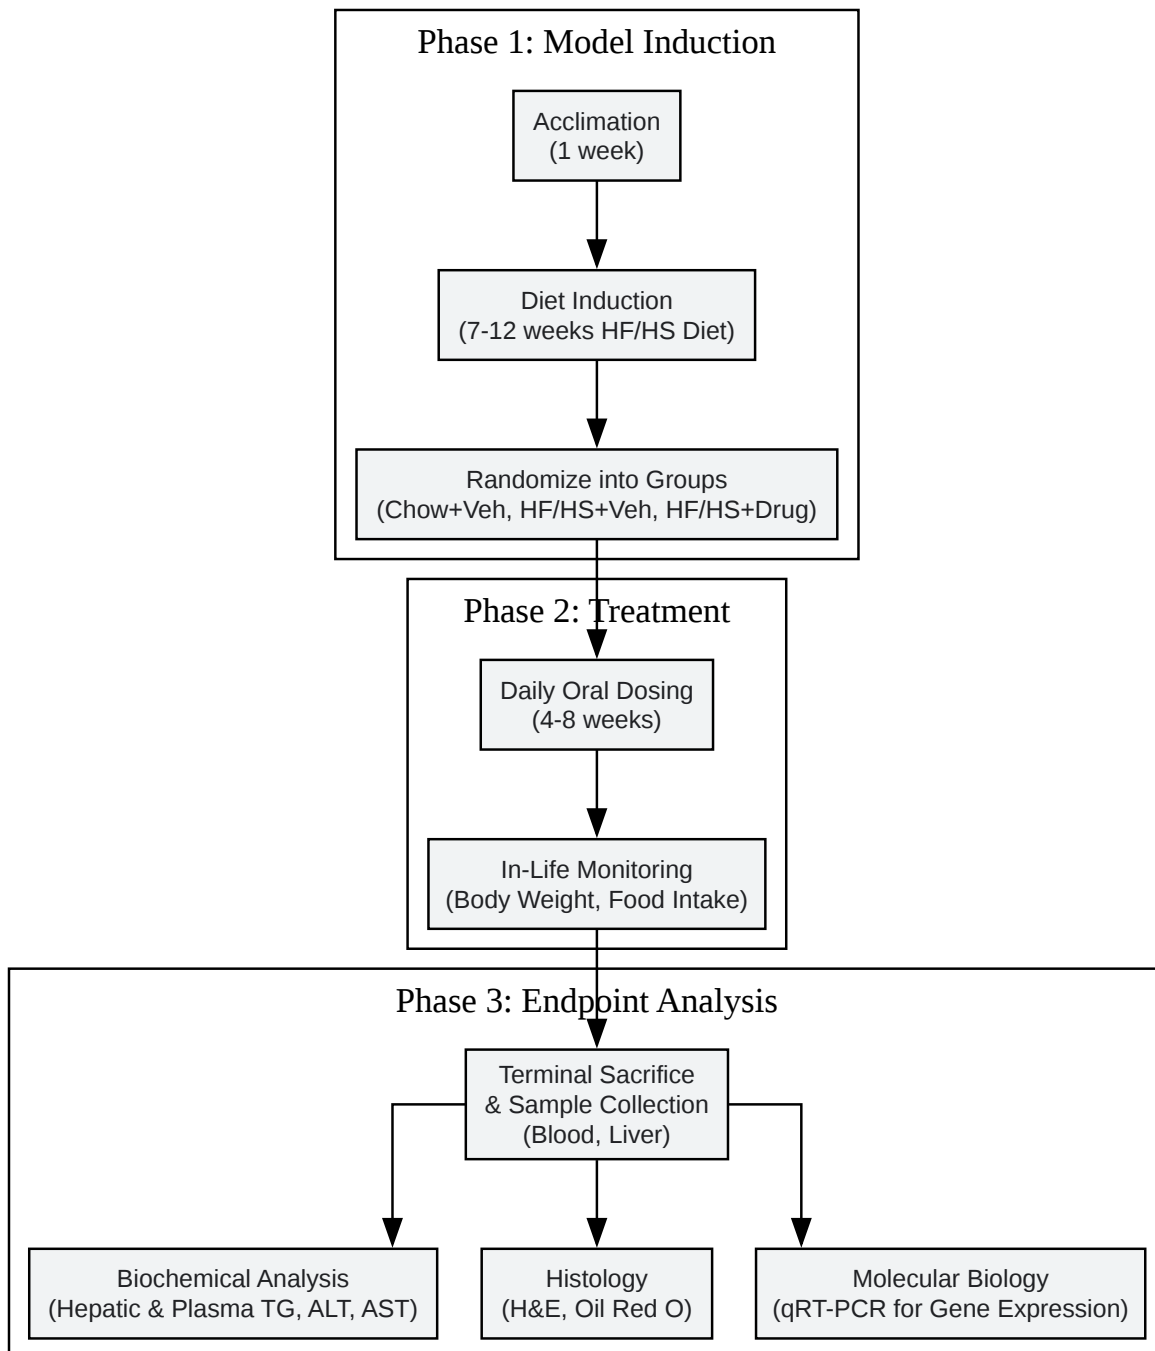 Phase 1: Model Induction
Acclimation
(1 week)
Diet Induction
(7-12 weeks HF/HS Diet)
Randomize into Groups
(Chow+Veh, HF/HS+Veh, HF/HS+Drug)
Phase 2: Treatment
Daily Oral Dosing
(4-8 weeks)
In-Life Monitoring
(Body Weight, Food Intake)
Phase 3: Endpoint Analysis
Terminal Sacrifice
& Sample Collection
(Blood, Liver)
Biochemical Analysis
(Hepatic & Plasma TG, ALT, AST)
Histology
(H&E, Oil Red O)
Molecular Biology
(qRT-PCR for Gene Expression)